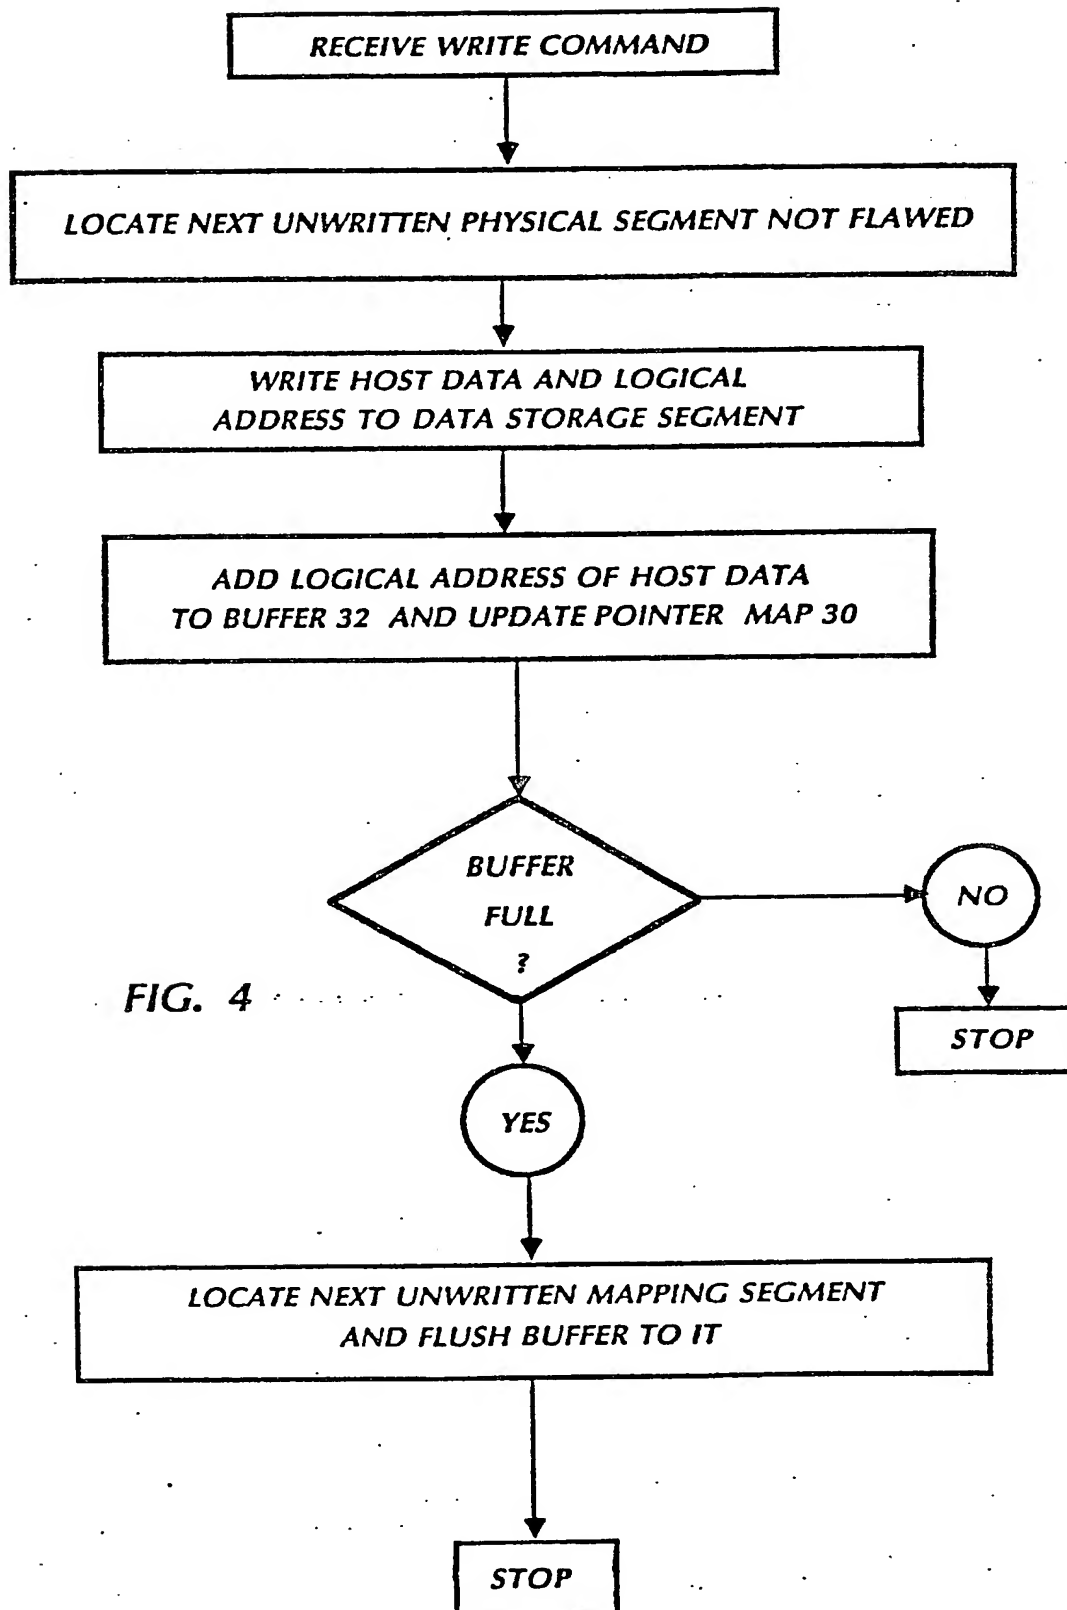 RECEIVE WRITE COMMAND
LOCATE NEXT UNWRITTEN PHYSICAL SEGMENT NOT FLAWED
WRITE HOST DATA AND LOGICAL
ADDRESS TO DATA STORAGE SEGMENT
ADD LOGICAL ADDRESS OF HOST DATA
TO BUFFER 32 AND UPDATE POINTER MAP 30
BUFFER
FULL
?
NO
STOP
FIG. 4
YES
LOCATE NEXT UNWRITTEN MAPPING SEGMENT
AND FLUSH BUFFER TO IT
STOP